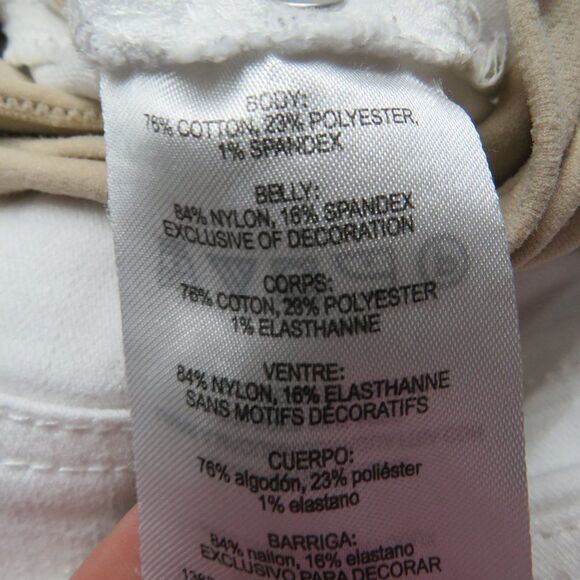 BODY:
76% COTTON, 23% POLYESTER,
1% SPANDEX
BELLY:
84% NYLON, 16% SPANDEX
EXCLUSIVE OF DECORATION
CORPS:
76% COTON, 23% POLYESTER
1% ELASTHANNE
VENTRE:
84% NYLON, 16% ELASTHANNE
SANS MOTIFS DÉCORATIFS
CUERPO:
76% algodón, 23% poliéster
1% elastano
BARRIGA:
84% nailon, 16% elastano
EXCLUSIVO PARA DECORAR